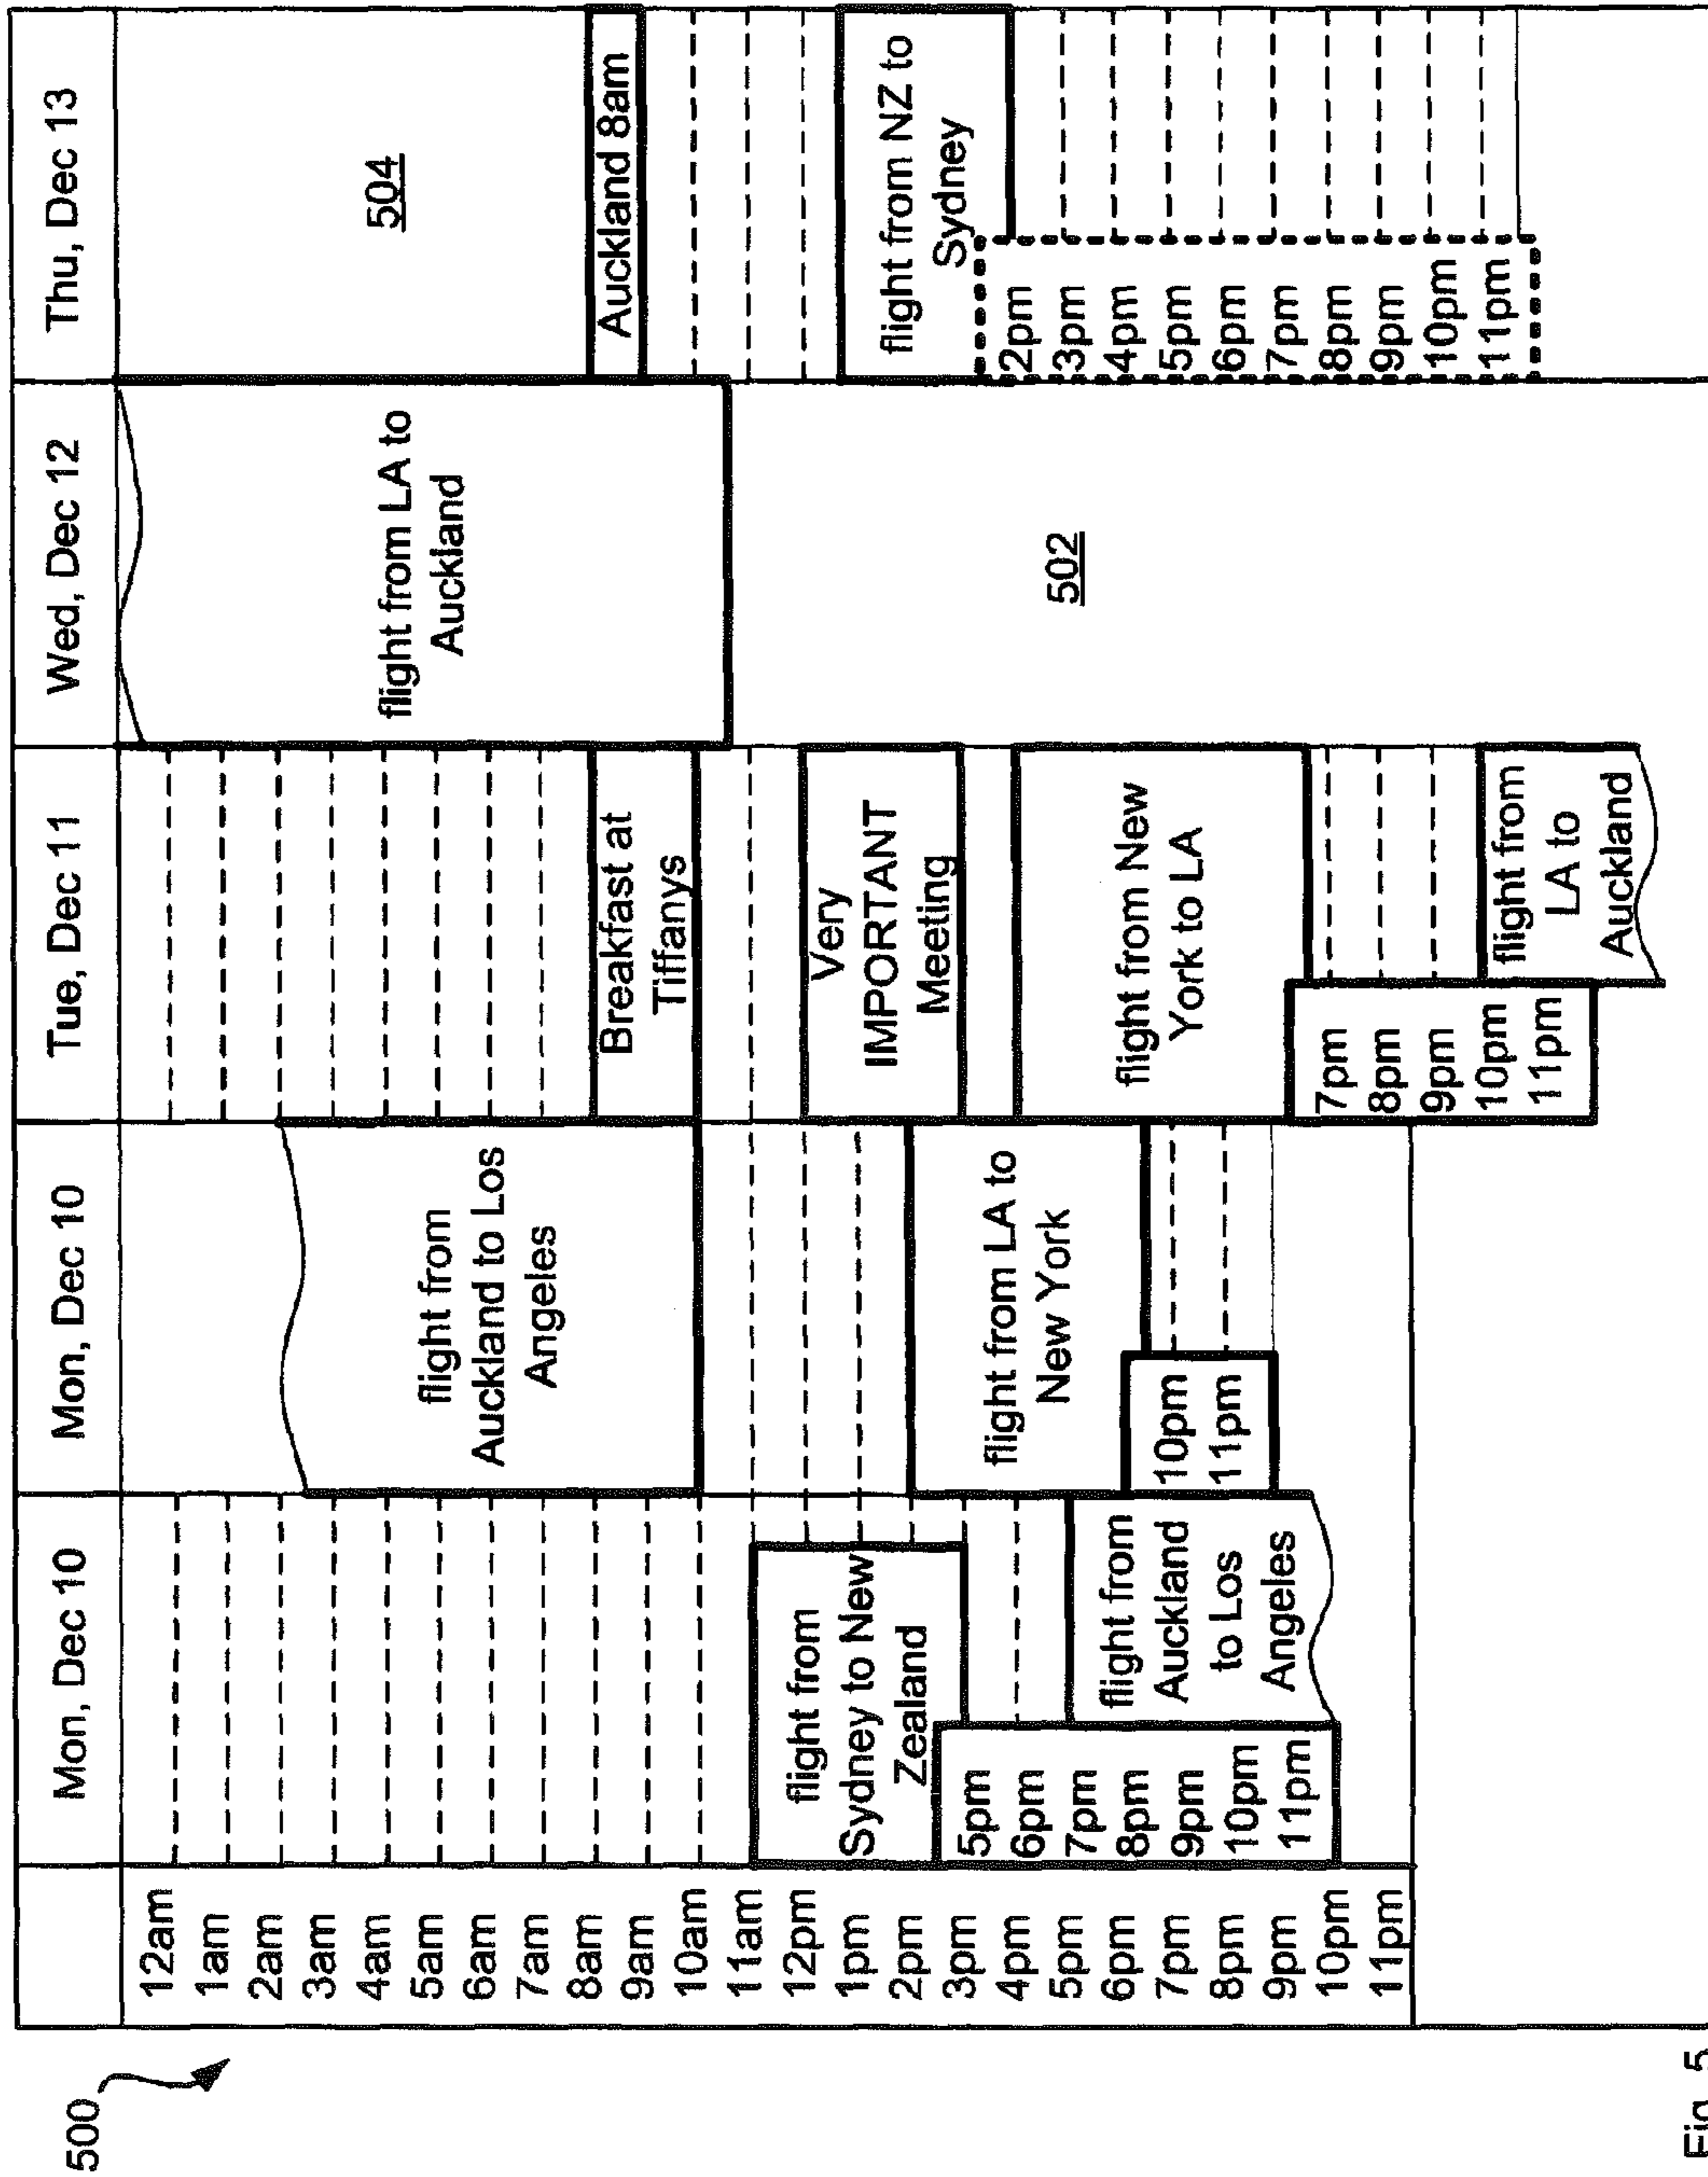 500
Mon, Dec 10
Mon, Dec 10
Tue, Dec 11
Wed, Dec 12
Thu, Dec 13
12am
1am
2am
3am
4am
5am
6am
7am
8am
9am
10am
11am
12pm
1pm
2pm
3pm
4pm
5pm
6pm
7pm
8pm
9pm
10pm
11pm
flight from
Sydney to New
Zealand
5pm
6pm
7pm
8pm
9pm
10pm
11pm
flight from
Auckland
to Los
Angeles
flight from
Auckland to Los
Angeles
flight from LA to
New York
10pm
11pm
Breakfast at
Tiffanys
Very
IMPORTANT
Meeting
flight from New
York to LA
7pm
8pm
9pm
10pm
11pm
flight from
LA to
Auckland
flight from LA to
Auckland
502
504
Auckland 8am
flight from NZ to
Sydney
2pm
3pm
4pm
5pm
6pm
7pm
8pm
9pm
10pm
11pm
Fig. 5